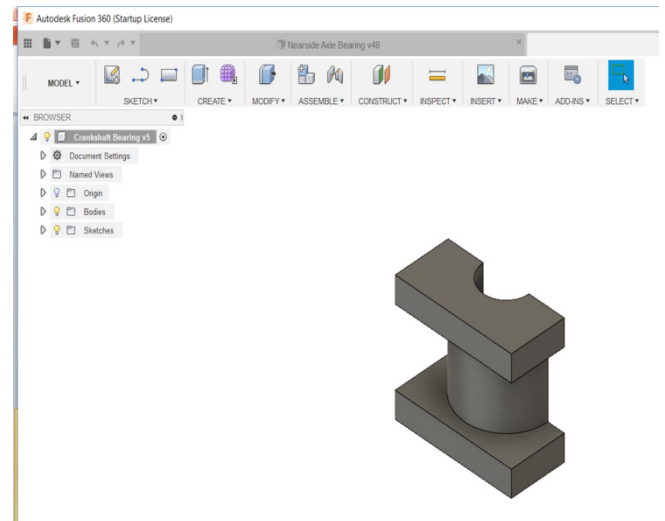 Autodesk Fusion 360 (Startup License)
Nearside Axle Bearing v48
MODEL
SKETCH CREATE MODIFY ASSEMBLE CONSTRUCT INSPECT INSERT MAKE ADD-INS SELECT
BROWSER
Crankshaft Bearing v5
Document Settings
Named Views
Origin
Bodies
Sketches